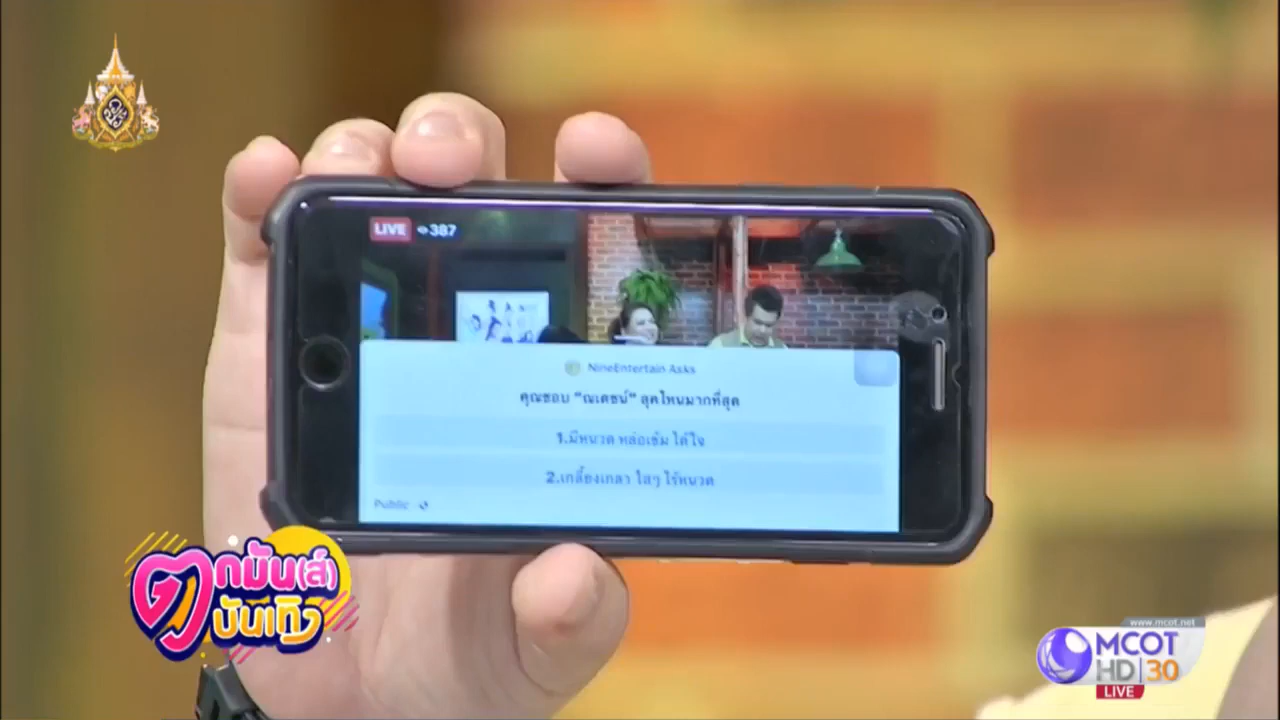 LIVE 387
NineEntertain Asks
คุณชอบ "ณเดชน์" ลุคไหนมากที่สุด
1.มีหนวด หล่อเข้ม ได้ใจ
2.เกลี้ยงเกลา ใสๆ ไร้หนวด
Public
ตกมัน(ส์)
บันเทิง
www.mcot.net
MCOT
HD 30
LIVE